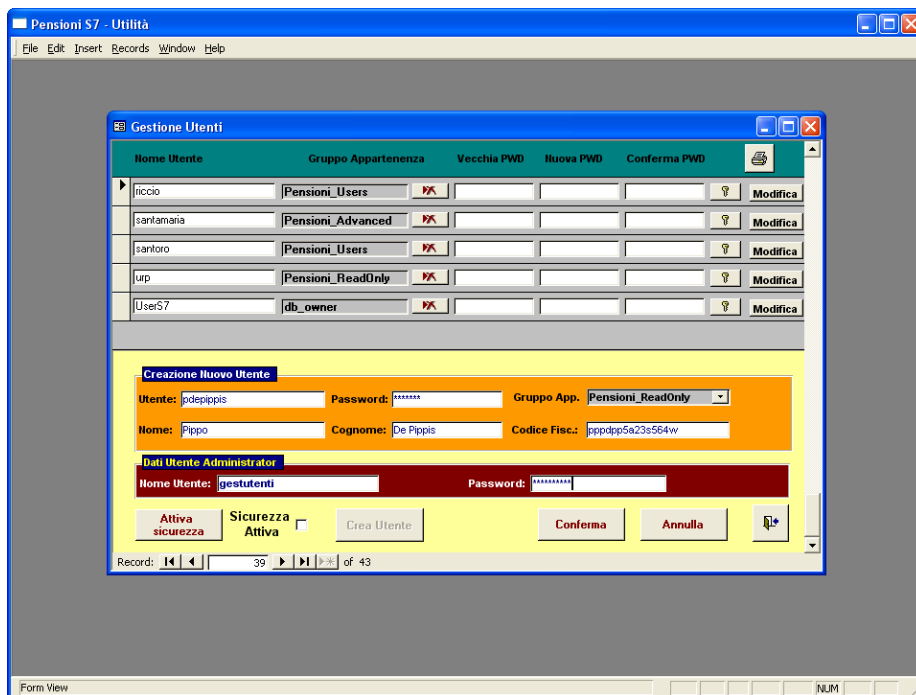 Pensioni S7 - Utilità
File Edit Insert Records Window Help
Gestione Utenti
Nome Utente Gruppo Appartenenza Vecchia PWD Nuova PWD Conferma PWD
riccio Pensioni_Users Modifica
santamaria Pensioni_Advanced Modifica
santoro Pensioni_Users Modifica
urp Pensioni_ReadOnly Modifica
UserS7 db_owner Modifica
Creazione Nuovo Utente
Utente: pdepippis Password: ******* Gruppo App. Pensioni_ReadOnly
Nome: Pippo Cognome: De Pippis Codice Fisc.: pppdpp5a23s564w
Dati Utente Administrator
Nome Utente: gestutenti Password: **********
Attiva sicurezza Sicurezza Attiva Crea Utente Conferma Annulla
Record: 39 of 43
Form View NUM